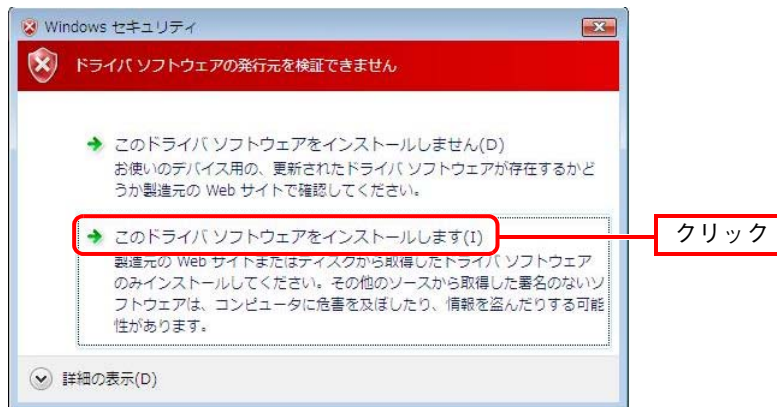 Windows セキュリティ
ドライバ ソフトウェアの発行元を検証できません
このドライバ ソフトウェアをインストールしません(D)
お使いのデバイス用の、更新されたドライバ ソフトウェアが存在するかど
うか製造元の Web サイトで確認してください。
このドライバ ソフトウェアをインストールします(I)
クリック
製造元の Web サイトまたはディスクから取得したドライバ ソフトウェア
のみインストールしてください。その他のソースから取得した署名のないソ
フトウェアは、コンピュータに危害を及ぼしたり、情報を盗んだりする可能
性があります。
詳細の表示(D)